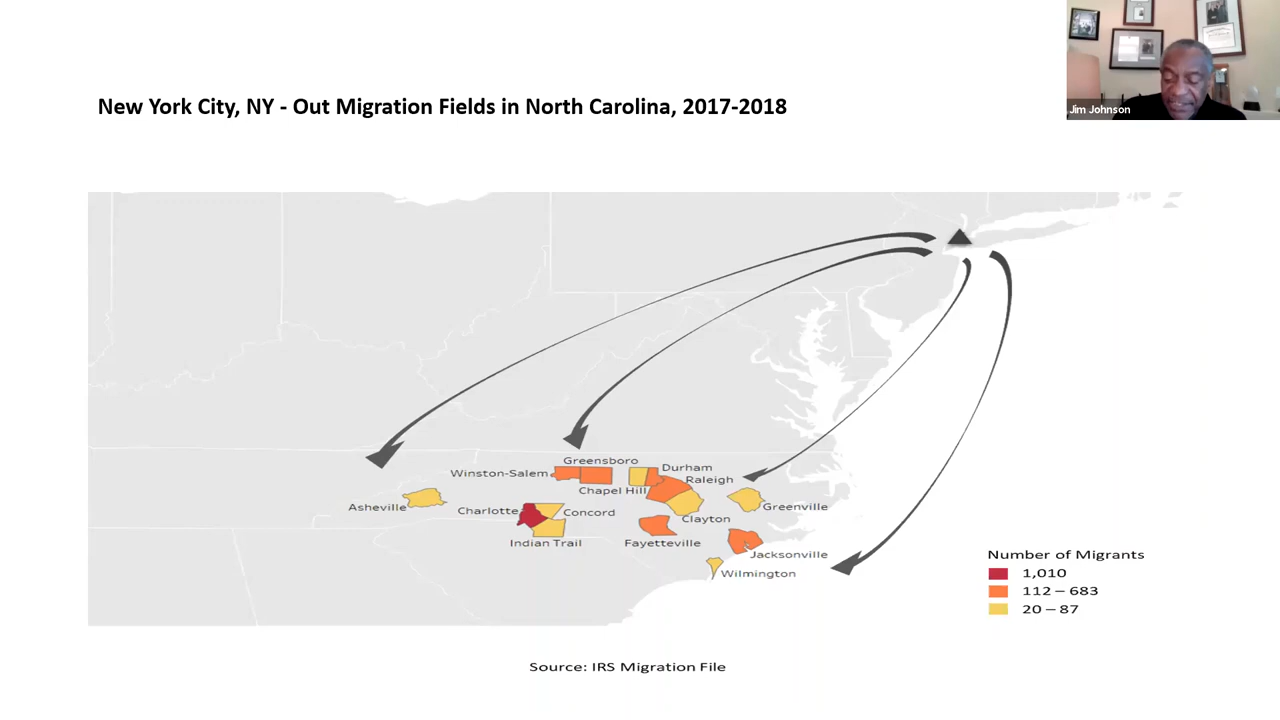 New York City, NY - Out Migration Fields in North Carolina, 2017-2018
Jim Johnson
Greensboro
Winston-Salem
Durham
Raleigh
Chapel Hill
Asheville
Charlotte
Concord
Greenville
Clayton
Indian Trail
Fayetteville
Jacksonville
Wilmington
Number of Migrants
1,010
112 – 683
20 – 87
Source: IRS Migration File